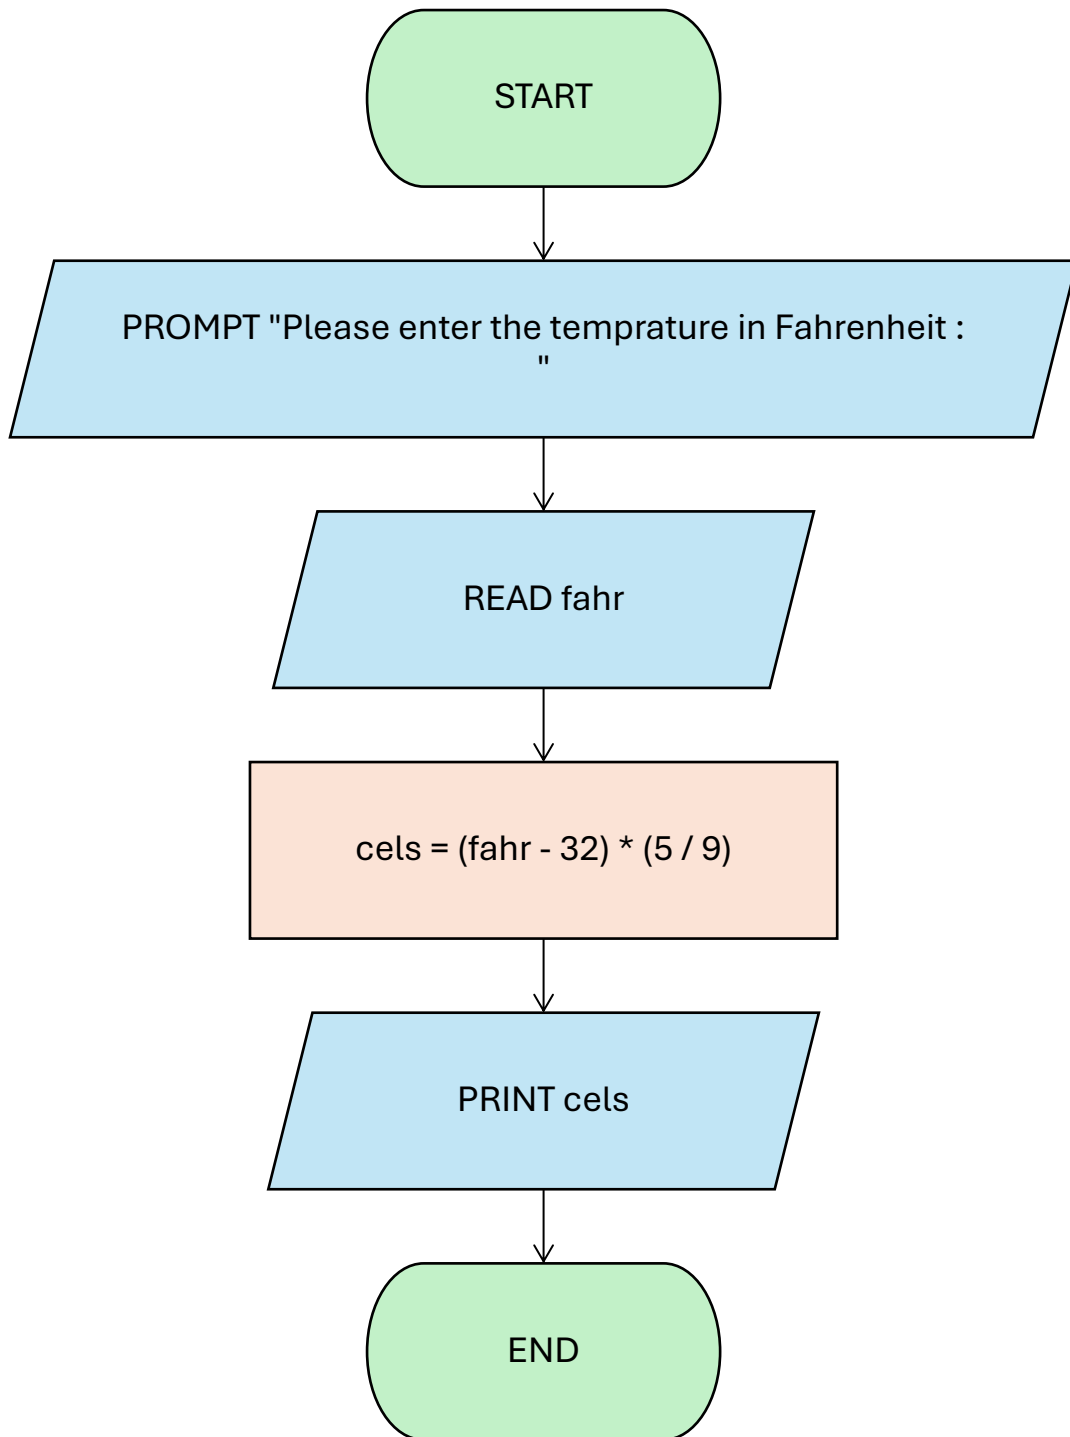 START
PROMPT "Please enter the temprature in Fahrenheit :
"
READ fahr
cels = (fahr - 32) * (5 / 9)
PRINT cels
END